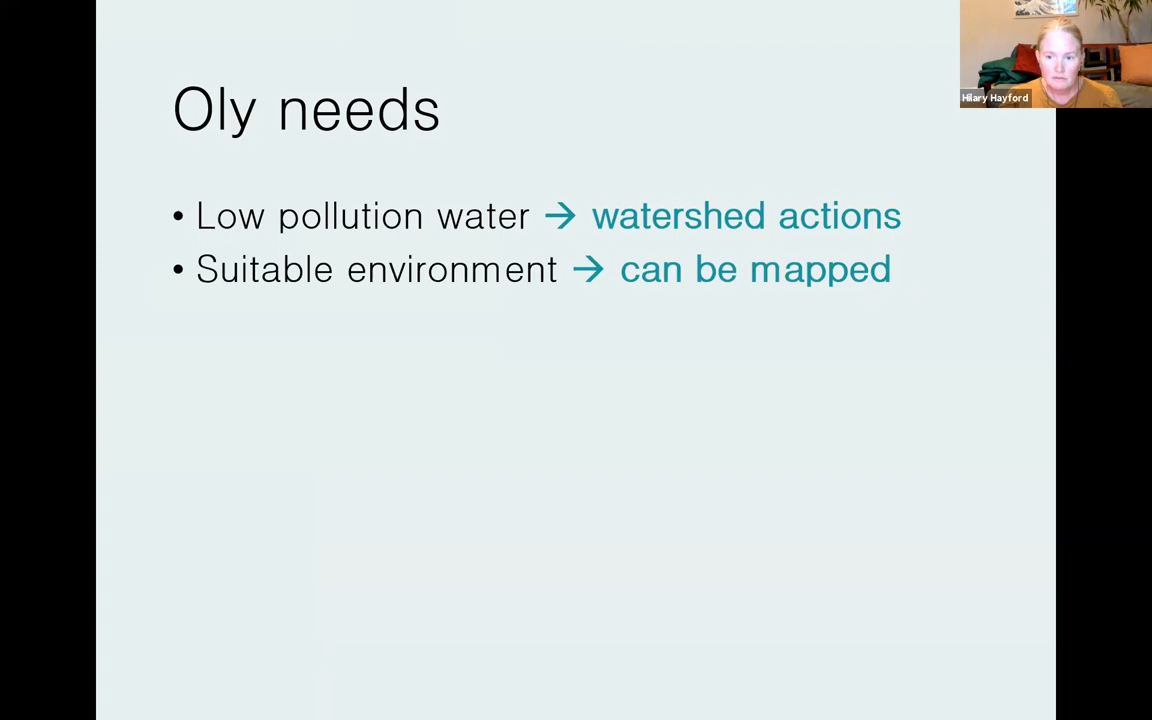 Oly needs
• Low pollution water → watershed actions
• Suitable environment → can be mapped
Hilary Hayford